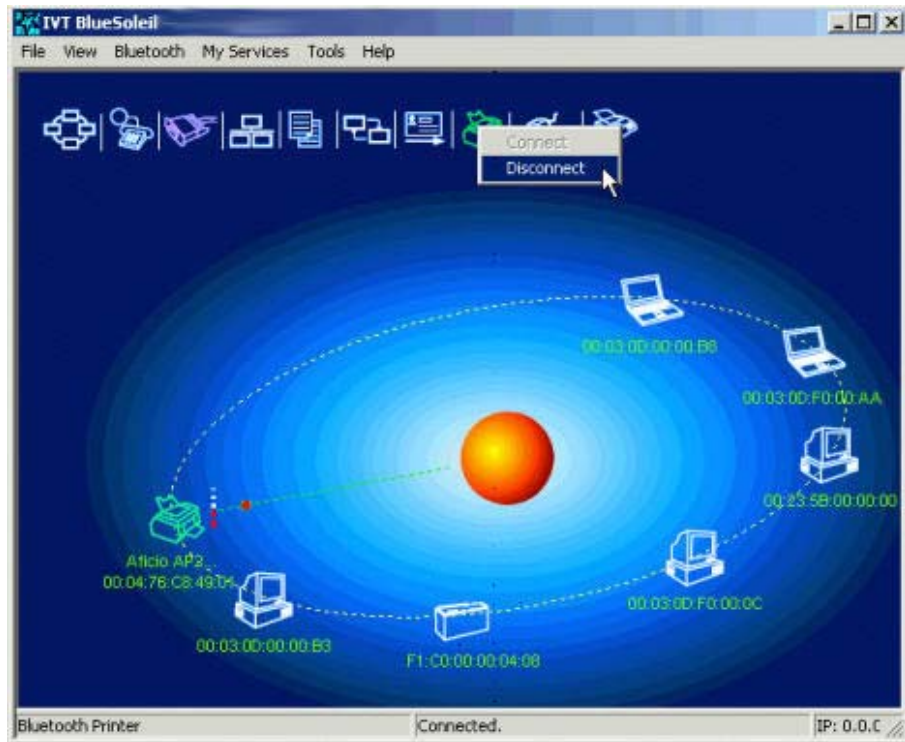 IVT BlueSoleil
File View Bluetooth My Services Tools Help
Connect
Disconnect
00:03:0D:00:00:B6
00:03:0D:F0:00:AA
00:23:5B:00:00:00
Aficio AP3...
00:04:76:C8:49:04
00:03:0D:F0:00:0C
00:03:0D:00:00:B3
F1:C0:00:00:04:08
Bluetooth Printer
Connected.
IP: 0.0.0